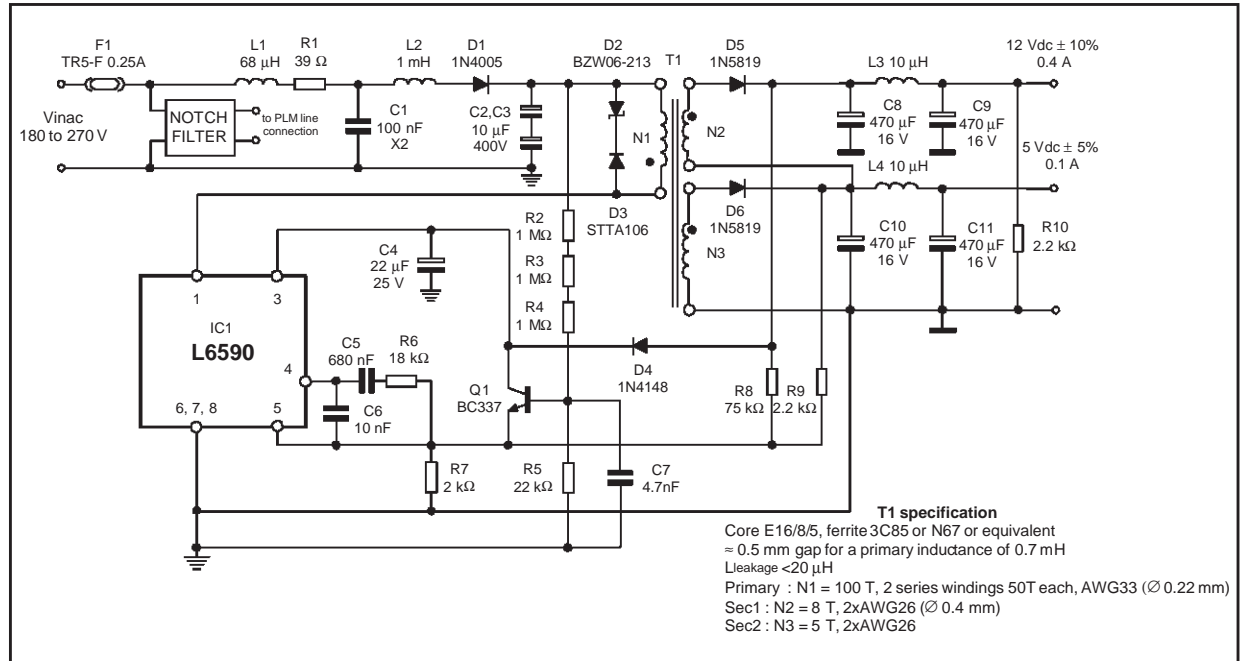 F1
TR5-F 0.25A
L1
68 µH
R1
39 Ω
L2
1 mH
D1
1N4005
D2
BZW06-213
T1
D5
1N5819
L3 10 µH
12 Vdc ± 10%
0.4 A
Vinac
180 to 270 V
NOTCH
FILTER
to PLM line
connection
C1
100 nF
X2
C2,C3
10 µF
400V
N1
N2
C8
470 µF
16 V
C9
470 µF
16 V
5 Vdc ± 5%
0.1 A
L4 10 µH
D3
STTA106
D6
1N5819
N3
C10
470 µF
16 V
C11
470 µF
16 V
R10
2.2 kΩ
R2
1 MΩ
R3
1 MΩ
R4
1 MΩ
C4
22 µF
25 V
1
3
IC1
L6590
4
6, 7, 8
5
C5
680 nF
R6
18 kΩ
C6
10 nF
Q1
BC337
D4
1N4148
R8
75 kΩ
R9
2.2 kΩ
R7
2 kΩ
R5
22 kΩ
C7
4.7nF
T1 specification
Core E16/8/5, ferrite 3C85 or N67 or equivalent
≈ 0.5 mm gap for a primary inductance of 0.7 mH
Lleakage <20 µH
Primary : N1 = 100 T, 2 series windings 50T each, AWG33 (∅ 0.22 mm)
Sec1 : N2 = 8 T, 2xAWG26 (∅ 0.4 mm)
Sec2 : N3 = 5 T, 2xAWG26